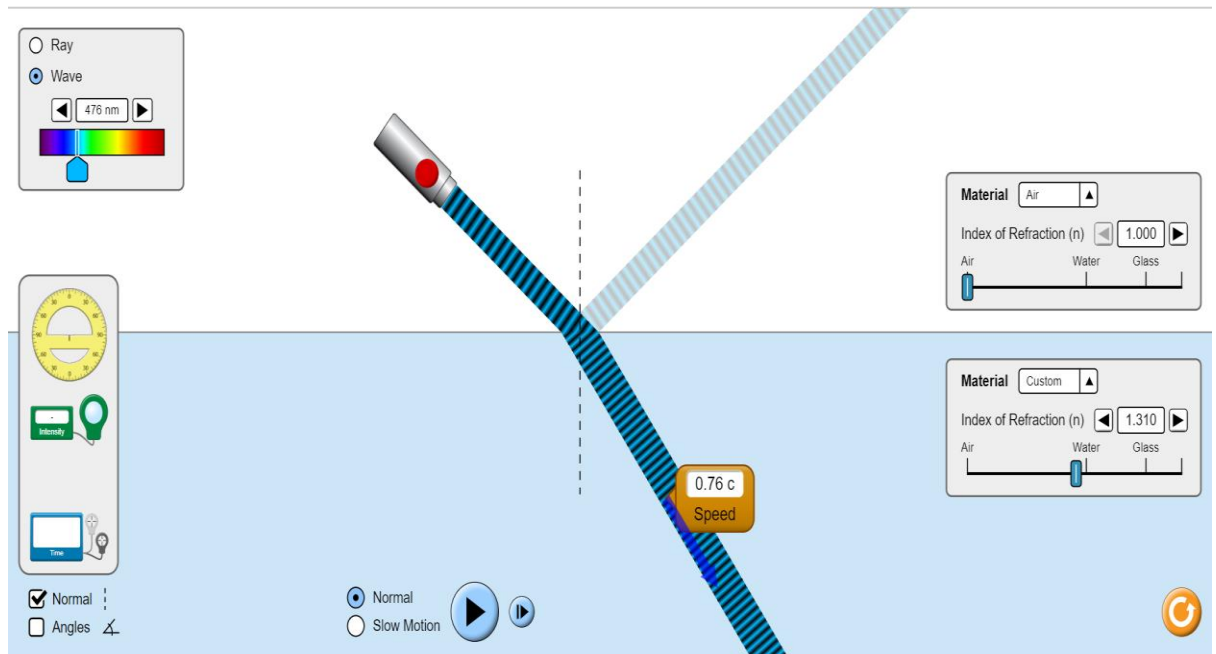 Ray
Wave
476 nm
Material Air
Index of Refraction (n) 1.000
Air Water Glass
Material Custom
Index of Refraction (n) 1.310
Air Water Glass
Intensity
0.76 c
Speed
Time
Normal
Angles
Normal
Slow Motion